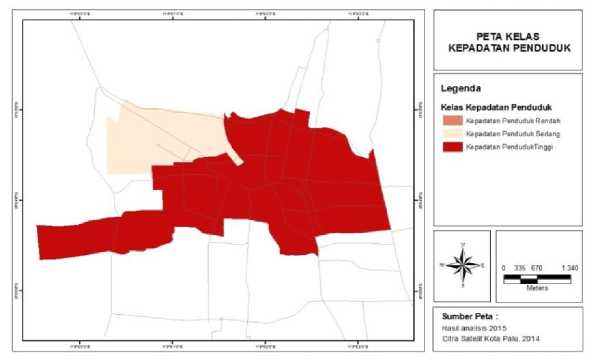 PETA KELAS
KEPADATAN PENDUDUK
Legenda
Kelas Kepadatan Penduduk
Kepadatan Penduduk Rendah
Kepadatan Penduduk Sedang
Kepadatan PendudukTinggi
N
W
E
S
0 335 670 1.340
Meters
Sumber Peta :
Hasil analisis 2015
Citra Satelit Kota Palu, 2014